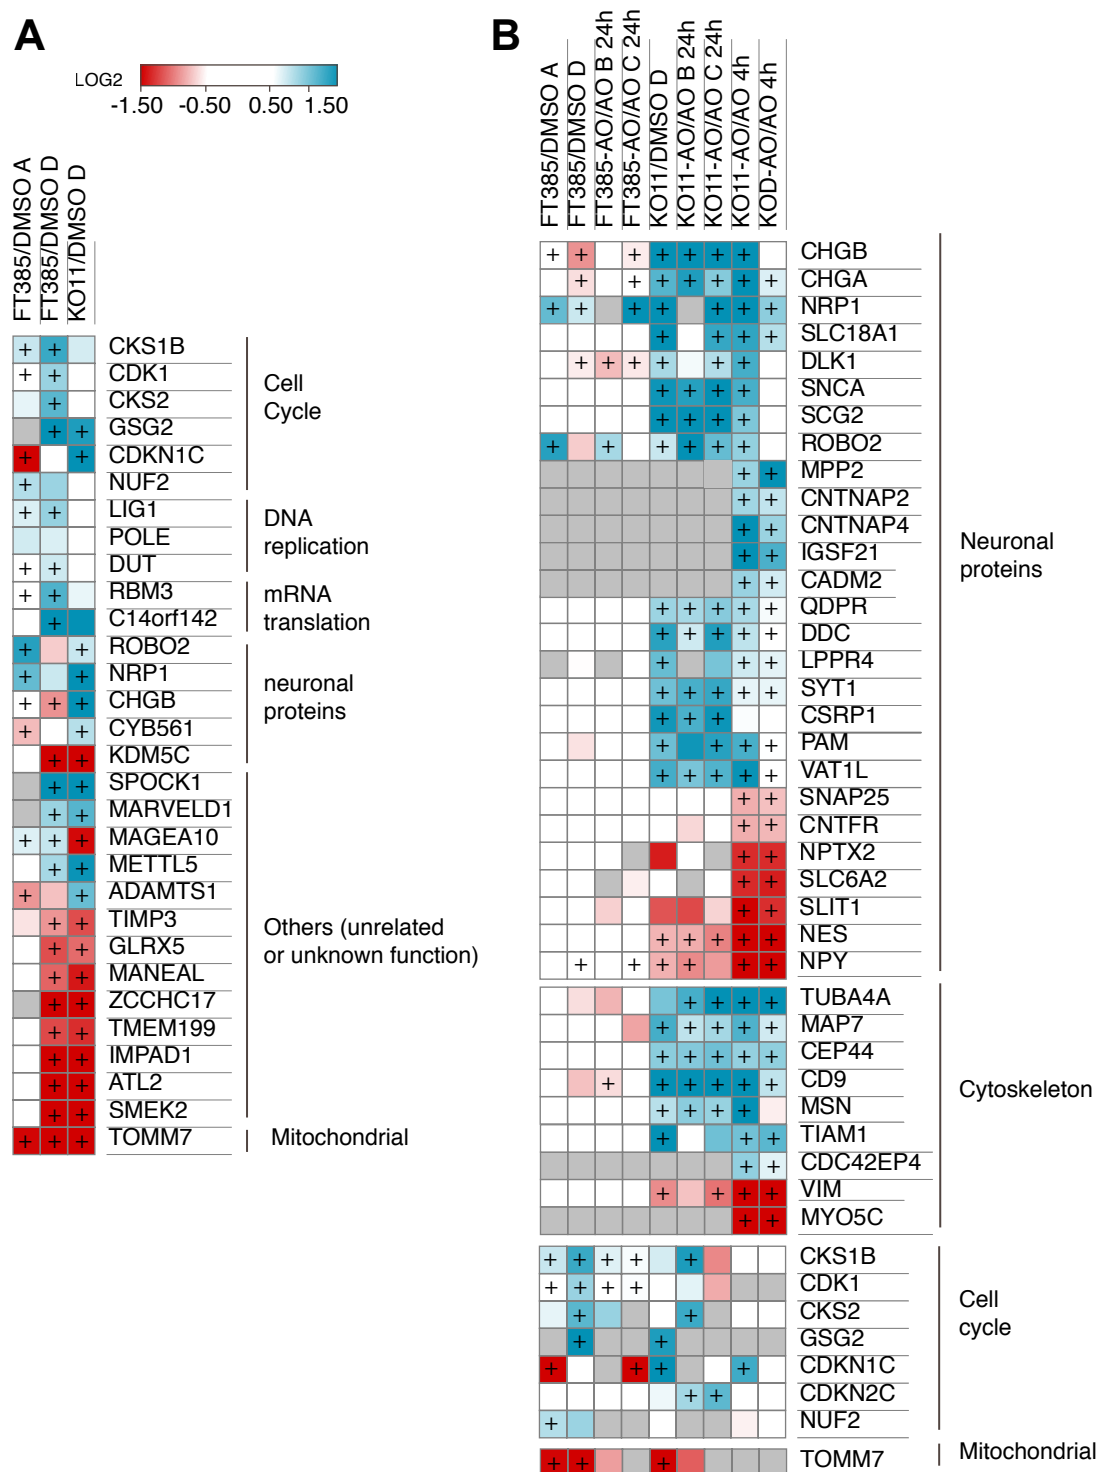 A
LOG2
-1.50 -0.50 0.50 1.50
FT385/DMSO A
FT385/DMSO D
KO11/DMSO D
CKS1B
CDK1
CKS2
GSG2
CDKN1C
NUF2
Cell
Cycle
LIG1
POLE
DUT
DNA
replication
RBM3
C14orf142
mRNA
translation
ROBO2
NRP1
CHGB
CYB561
KDM5C
neuronal
proteins
SPOCK1
MARVELD1
MAGEA10
METTL5
ADAMTS1
TIMP3
GLRX5
MANEAL
ZCCHC17
TMEM199
IMPAD1
ATL2
SMEK2
Others (unrelated
or unknown function)
TOMM7
Mitochondrial
B
FT385/DMSO A
FT385/DMSO D
FT385-AO/AO B 24h
FT385-AO/AO C 24h
KO11/DMSO D
KO11-AO/AO B 24h
KO11-AO/AO C 24h
KO11-AO/AO 4h
KOD-AO/AO 4h
CHGB
CHGA
NRP1
SLC18A1
DLK1
SNCA
SCG2
ROBO2
MPP2
CNTNAP2
CNTNAP4
IGSF21
CADM2
QDPR
DDC
LPPR4
SYT1
CSRP1
PAM
VAT1L
SNAP25
CNTFR
NPTX2
SLC6A2
SLIT1
NES
NPY
Neuronal
proteins
TUBA4A
MAP7
CEP44
CD9
MSN
TIAM1
CDC42EP4
VIM
MYO5C
Cytoskeleton
CKS1B
CDK1
CKS2
GSG2
CDKN1C
CDKN2C
NUF2
Cell
cycle
TOMM7
Mitochondrial